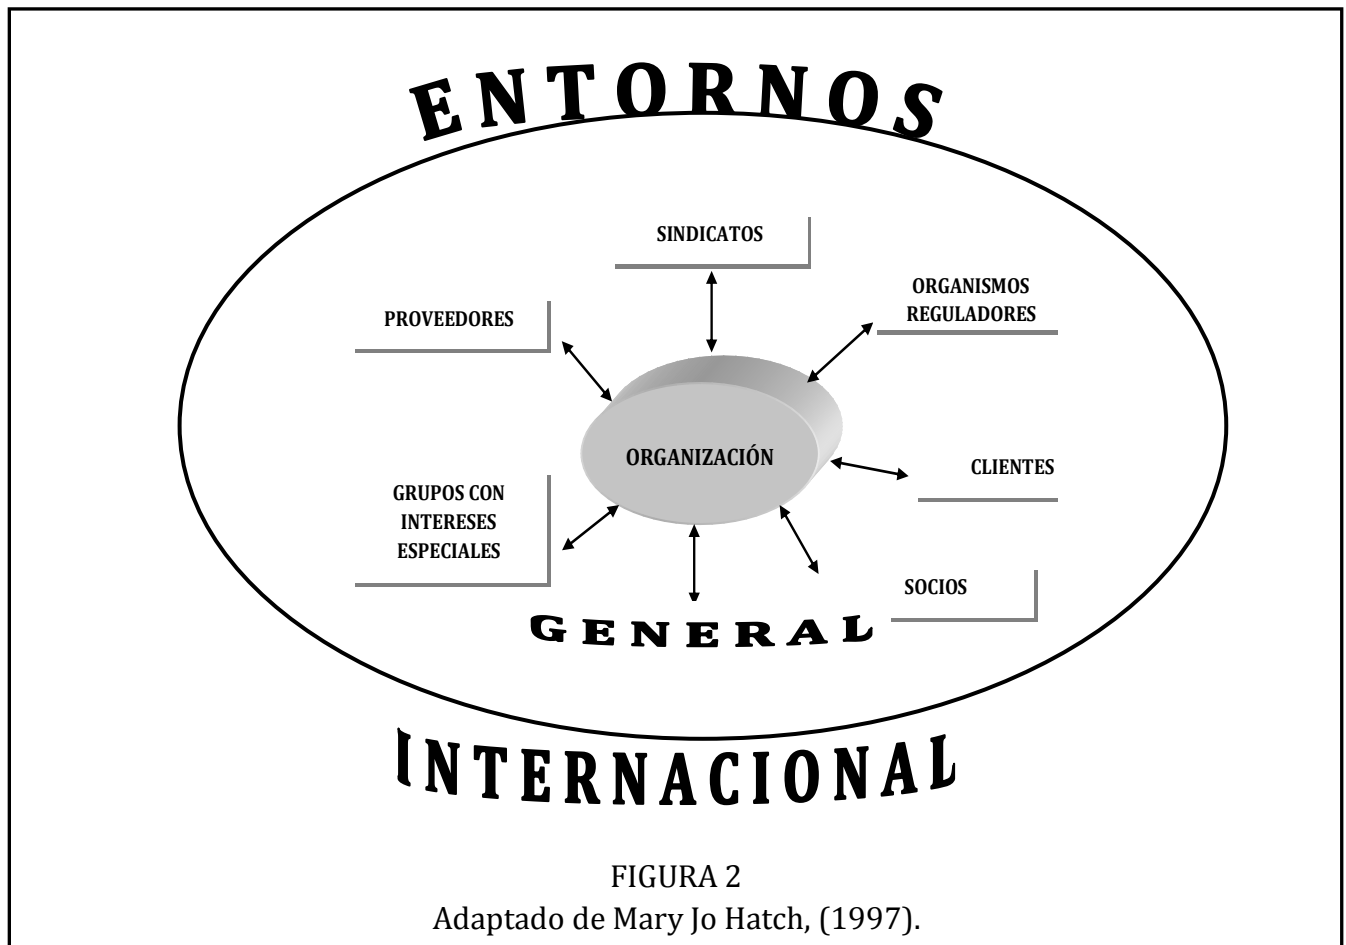 ENTORNOS
SINDICATOS
ORGANISMOS
REGULADORES
PROVEEDORES
ORGANIZACIÓN
CLIENTES
GRUPOS CON
INTERESES
ESPECIALES
SOCIOS
GENERAL
INTERNACIONAL
FIGURA 2
Adaptado de Mary Jo Hatch, (1997).